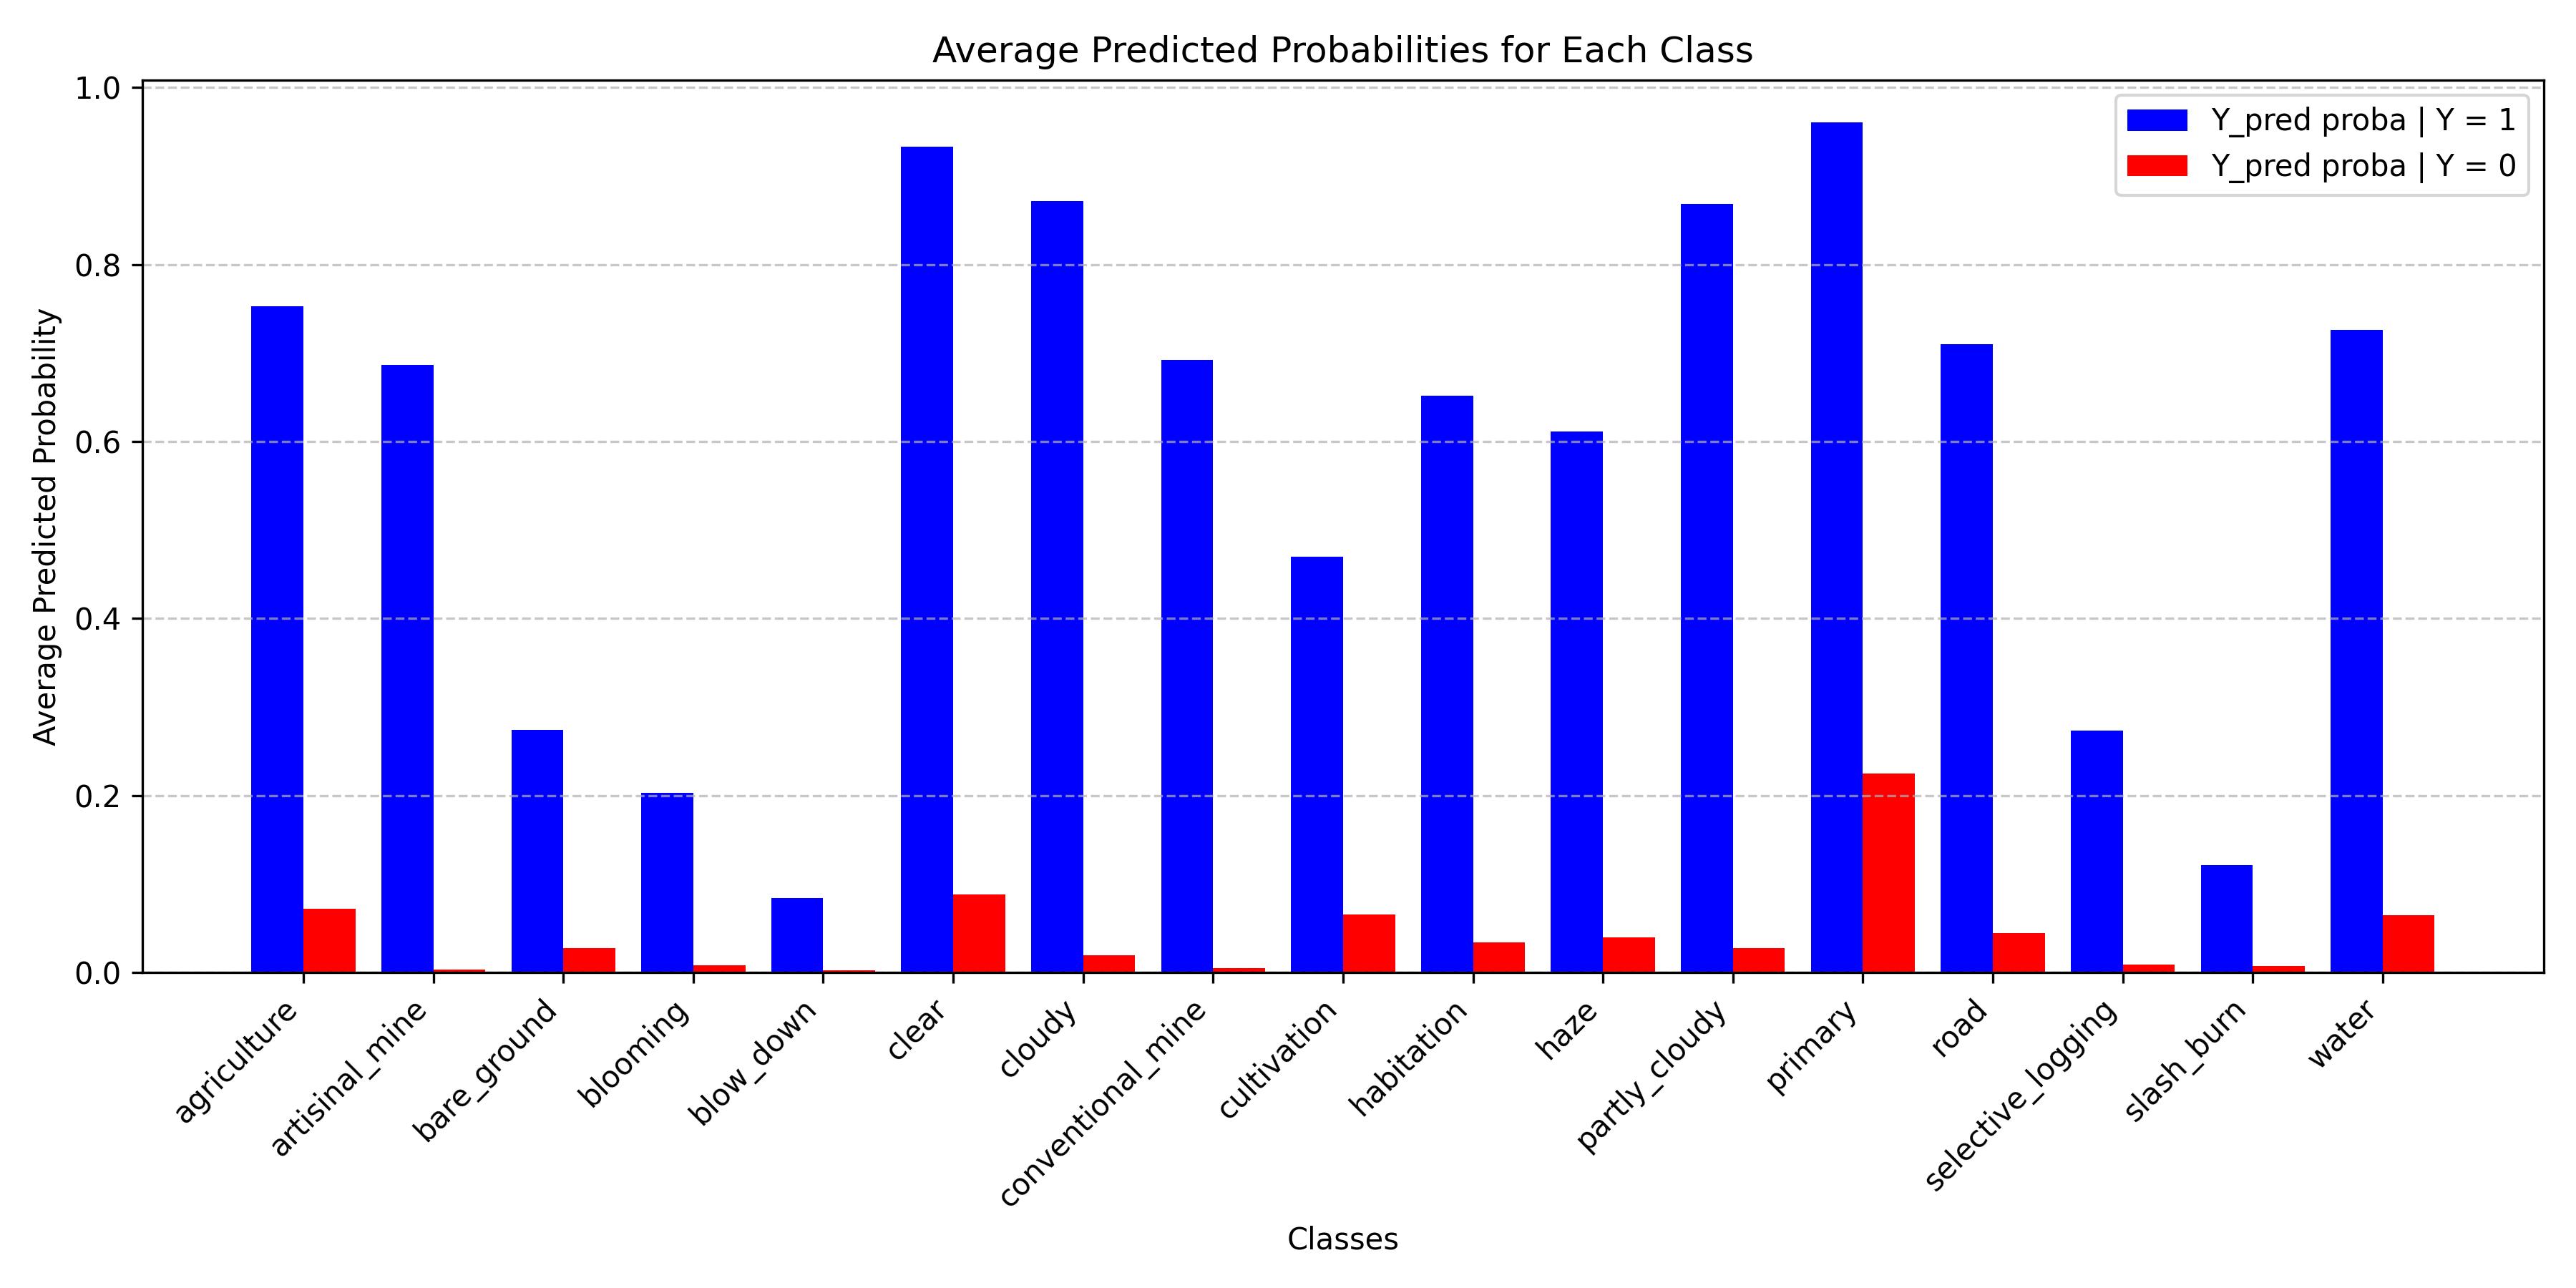 Average Predicted Probabilities for Each Class
Y_pred proba | Y = 1
Y_pred proba | Y = 0
Average Predicted Probability
1.0
0.8
0.6
0.4
0.2
0.0
agriculture
artisinal_mine
bare_ground
blooming
blow_down
clear
cloudy
conventional_mine
cultivation
habitation
haze
partly_cloudy
primary
road
selective_logging
slash_burn
water
Classes